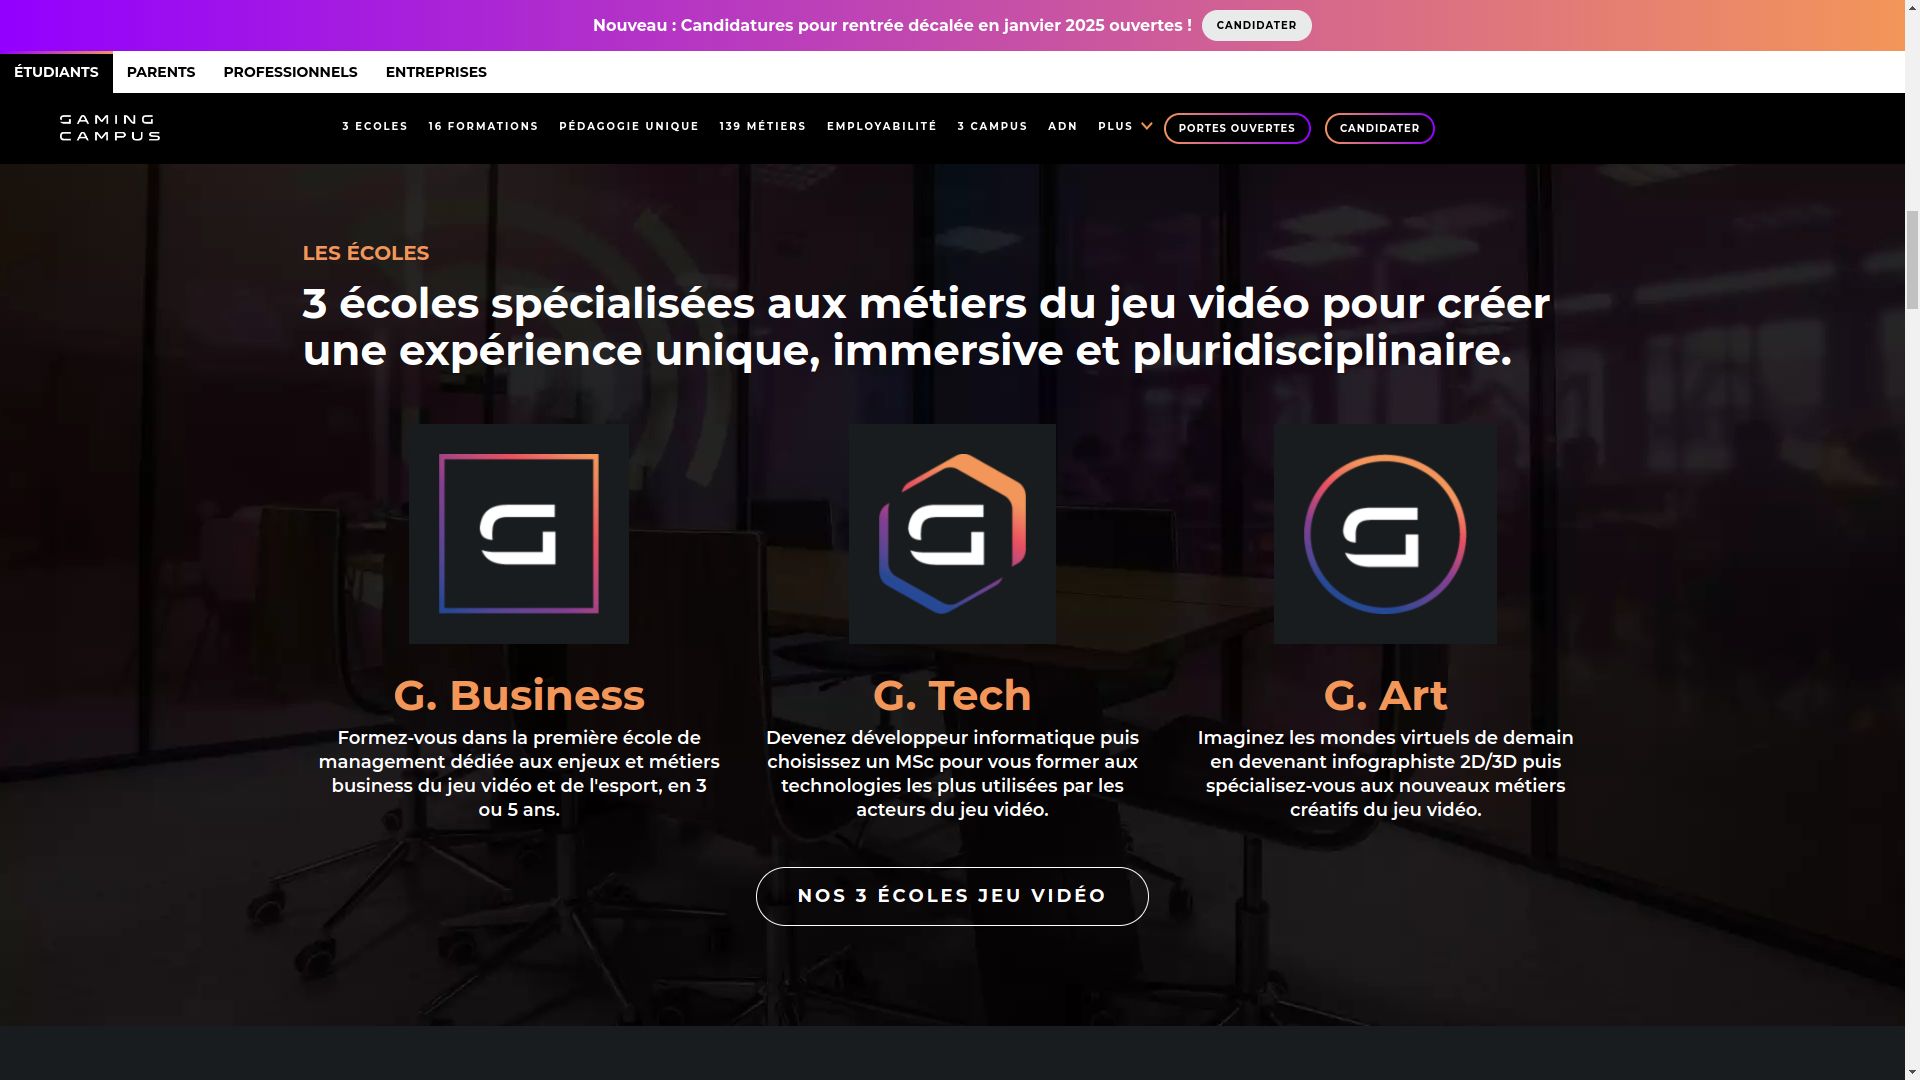 Nouveau : Candidatures pour rentrée décalée en janvier 2025 ouvertes ! CANDIDATER
ÉTUDIANTS PARENTS PROFESSIONNELS ENTREPRISES
GAMING
CAMPUS
3 ECOLES 16 FORMATIONS PÉDAGOGIE UNIQUE 139 MÉTIERS EMPLOYABILITÉ 3 CAMPUS ADN PLUS PORTES OUVERTES CANDIDATER
LES ÉCOLES
3 écoles spécialisées aux métiers du jeu vidéo pour créer
une expérience unique, immersive et pluridisciplinaire.
G. Business
Formez-vous dans la première école de
management dédiée aux enjeux et métiers
business du jeu vidéo et de l'esport, en 3
ou 5 ans.
G. Tech
Devenez développeur informatique puis
choisissez un MSc pour vous former aux
technologies les plus utilisées par les
acteurs du jeu vidéo.
G. Art
Imaginez les mondes virtuels de demain
en devenant infographiste 2D/3D puis
spécialisez-vous aux nouveaux métiers
créatifs du jeu vidéo.
NOS 3 ÉCOLES JEU VIDÉO